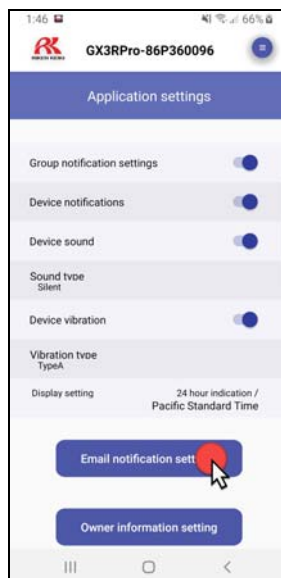 1:46 66%
RK
RIKEN KEIKI
GX3RPro-86P360096
Application settings
Group notification settings
Device notifications
Device sound
Sound type
Silent
Device vibration
Vibration type
TypeA
Display setting 24 hour indication /
Pacific Standard Time
Email notification sett
Owner information setting